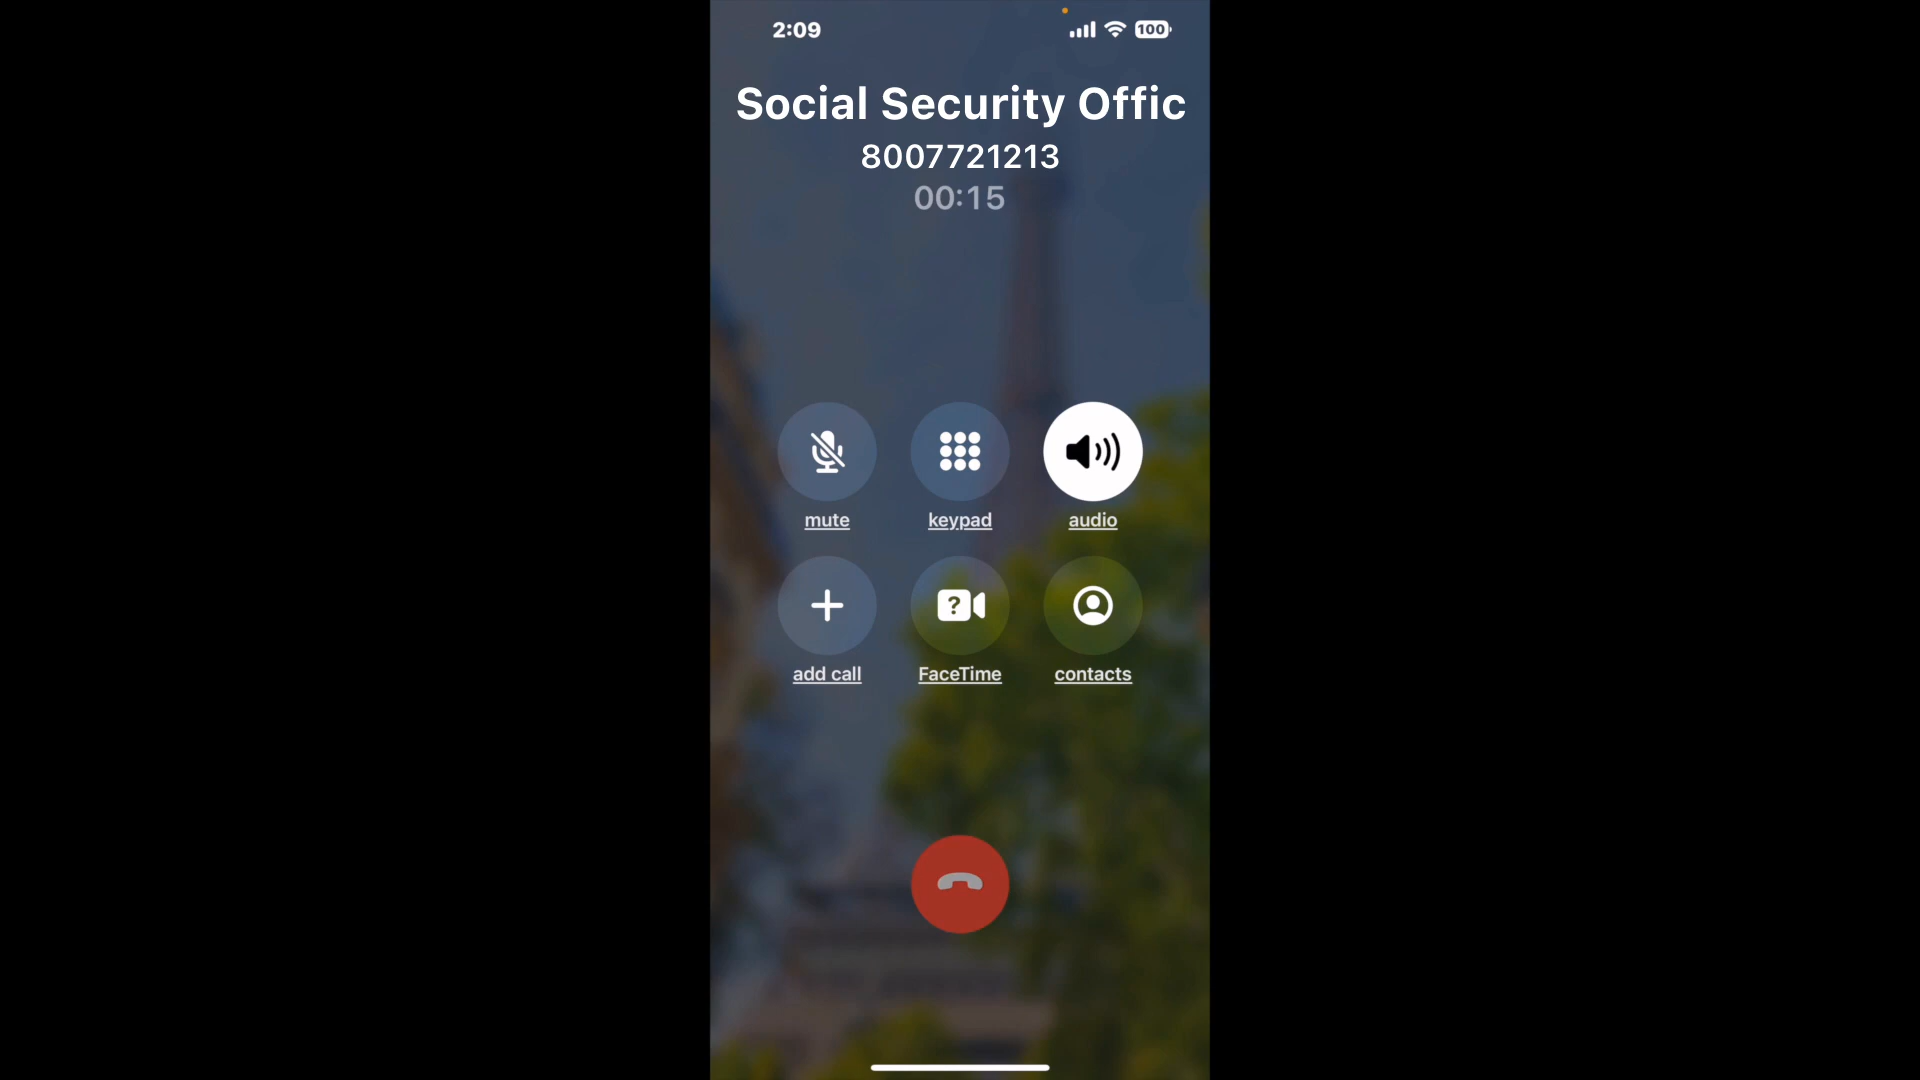 2:09
100
Social Security Offic
8007721213
00:15
mute
keypad
audio
?
add call
FaceTime
contacts